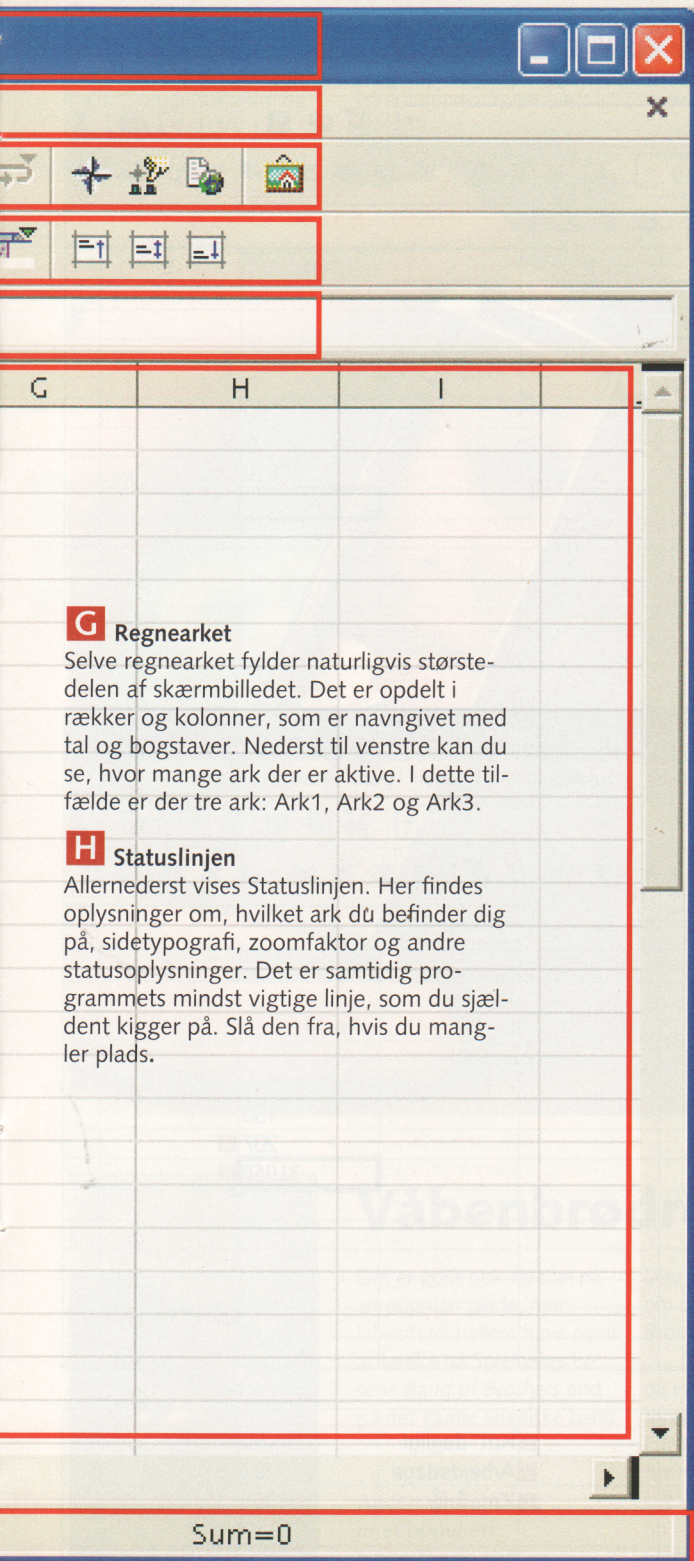 G H I
G Regnearket
Selve regnearket fylder naturligvis største-
delen af skærmbilledet. Det er opdelt i
rækker og kolonner, som er navngivet med
tal og bogstaver. Nederst til venstre kan du
se, hvor mange ark der er aktive. I dette til-
fælde er der tre ark: Ark1, Ark2 og Ark3.
H Statuslinjen
Allernederst vises Statuslinjen. Her findes
oplysninger om, hvilket ark du befinder dig
på, sidetypografi, zoomfaktor og andre
statusoplysninger. Det er samtidig pro-
grammets mindst vigtige linje, som du sjæl-
dent kigger på. Slå den fra, hvis du mang-
ler plads.
Våbenbrødr
Sum=0